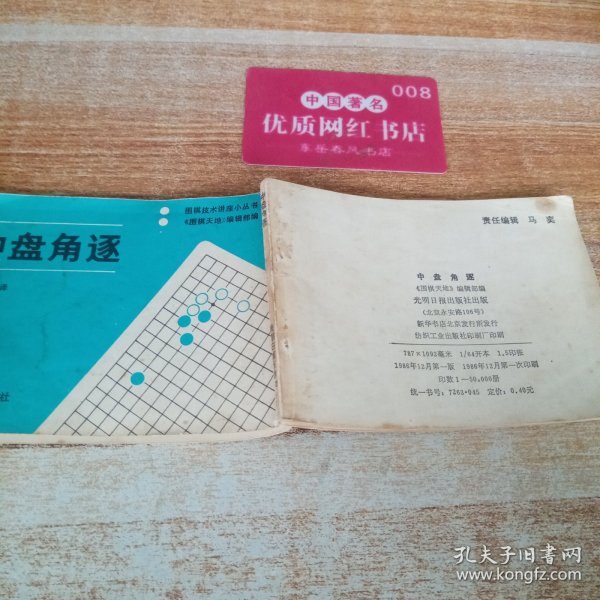 008
中国著名
优质网红书店
东岳春风书店
围棋技术讲座小丛书
《围棋天地》编辑部编
中盘角逐
译
社
责任编辑 马奕
中盘角逐
《围棋天地》编辑部编
光明日报出版社出版
(北京永安路106号)
新华书店北京发行所发行
纺织工业出版社印刷厂印刷
787×1092毫米 1/64开本 1.5印张
1986年12月第一版 1986年12月第一次印刷
印数1—50,000册
统一书号:7263·045 定价:0.40元
孔夫子旧书网
www.kongfz.com